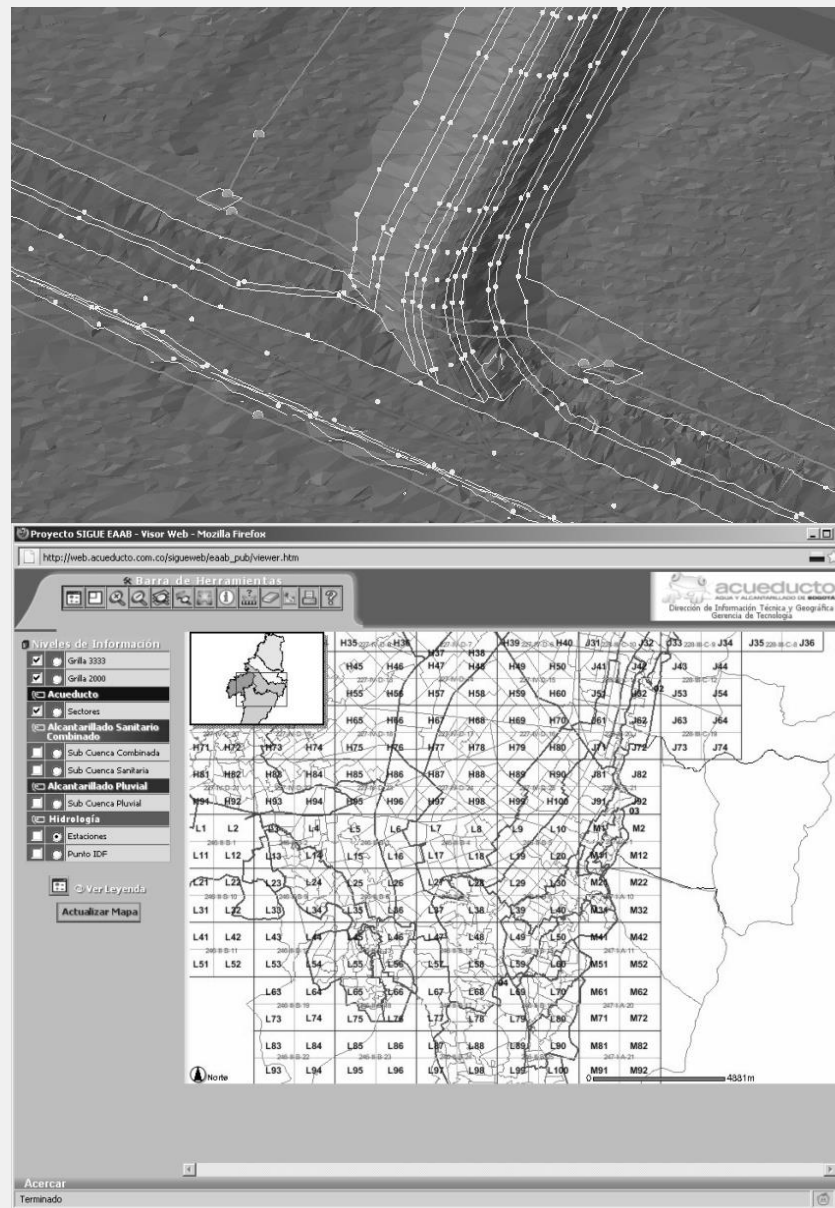 Proyecto SIGUE EAAB - Visor Web - Mozilla Firefox
http://web.acueducto.com.co/sigueweb/eaab_pub/viewer.htm
Barra de Herramientas
acueducto
AGUA Y ALCANTARILLADO DE BOGOTÁ
Dirección de Información Técnica y Geográfica
Gerencia de Tecnología
Niveles de Información
Grilla 3333
Grilla 2000
Acueducto
Sectores
Alcantarillado Sanitario
Combinado
Sub Cuenca Combinada
Sub Cuenca Sanitaria
Alcantarillado Pluvial
Sub Cuenca Pluvial
Hidrología
Estaciones
Punto IDF
Ver Leyenda
Actualizar Mapa
H35 H36 H37 H38 H39 H40 J31 J32 J33 J34 J35 J36
H45 H46 H47 H48 H49 H50 J41 J42 J43 J44
H55 H56 H57 H58 H59 H60 J51 J52 J53 J54
H65 H66 H67 H68 H69 H70 J61 J62 J63 J64
H71 H72 H73 H74 H75 H76 H77 H78 H79 H80 J71 J72 J73 J74
H81 H82 H83 H84 H85 H86 H87 H88 H89 H90 J81 J82
H91 H92 H93 H94 H95 H96 H97 H98 H99 H100 J91 J92
03
L1 L2 L3 L4 L5 L6 L7 L8 L9 L10 M1 M2
L11 L12 L13 L14 L15 L16 L17 L18 L19 L20 M11 M12
L21 L22 L23 L24 L25 L26 L27 L28 L29 L30 M21 M22
L31 L32 L33 L34 L35 L36 L37 L38 L39 L40 M31 M32
L41 L42 L43 L44 L45 L46 L47 L48 L49 L50 M41 M42
L51 L52 L53 L54 L55 L56 L57 L58 L59 L60 M51 M52
L63 L64 L65 L66 L67 L68 L69 L70 M61 M62
L73 L74 L75 L76 L77 L78 L79 L80 M71 M72
L83 L84 L85 L86 L87 L88 L89 L90 M81 M82
L93 L94 L95 L96 L97 L98 L99 L100 M91 M92
Norte
0 4881m
Acercar
Terminado